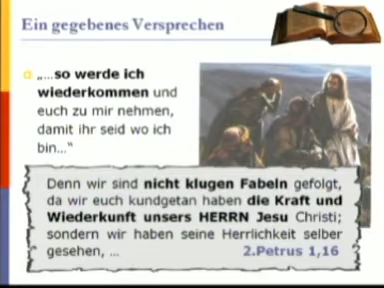 Ein gegebenes Versprechen
„...so werde ich
wiederkommen und
euch zu mir nehmen,
damit ihr seid wo ich
bin...“
Denn wir sind nicht klugen Fabeln gefolgt,
da wir euch kundgetan haben die Kraft und
Wiederkunft unsers HERRN Jesu Christi;
sondern wir haben seine Herrlichkeit selber
gesehen, ... 2.Petrus 1,16